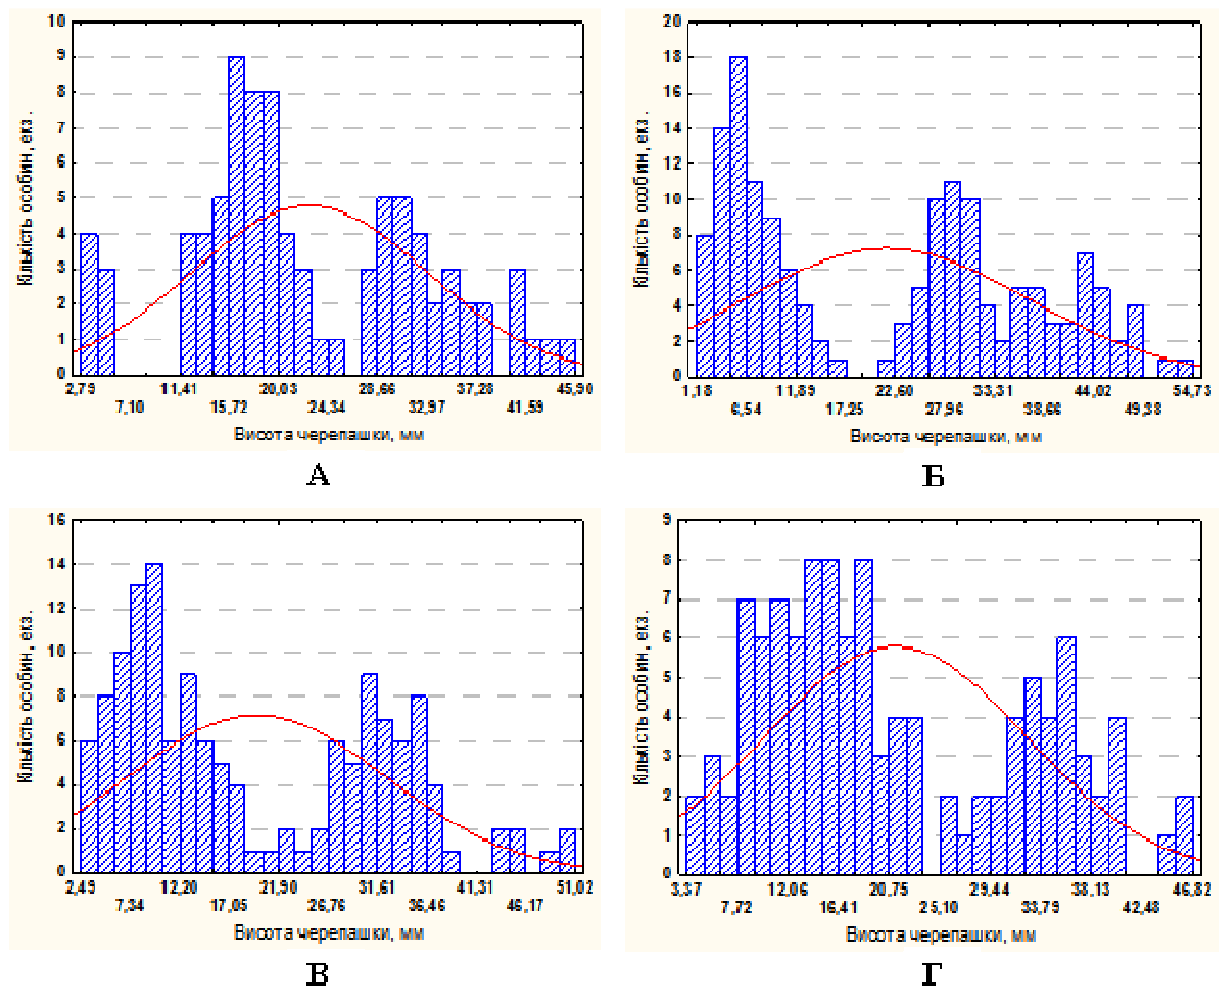 Кількість особин, екз.
10
9
8
7
6
5
4
3
2
1
0
2,79 11,41 20,03 28,66 37,28 45,90
7,10 15,72 24,34 32,97 41,59
Висота черепашки, мм
А
Кількість особин, екз.
20
18
16
14
12
10
8
6
4
2
0
1,18 11,89 22,60 33,31 44,02 54,73
6,54 17,25 27,96 38,66 49,38
Висота черепашки, мм
Б
Кількість особин, екз.
16
14
12
10
8
6
4
2
0
2,49 12,20 21,90 31,61 41,31 51,02
7,34 17,05 26,76 36,46 46,17
Висота черепашки, мм
В
Кількість особин, екз.
9
8
7
6
5
4
3
2
1
0
3,37 12,06 20,75 29,44 38,13 46,82
7,72 16,41 25,10 33,79 42,48
Висота черепашки, мм
Г